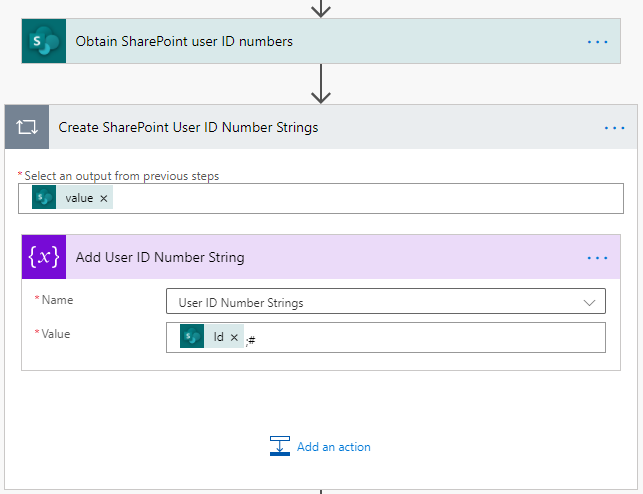 Obtain SharePoint user ID numbers
Create SharePoint User ID Number Strings
*Select an output from previous steps
value
{x} Add User ID Number String
*Name
User ID Number Strings
*Value
Id ;#
Add an action